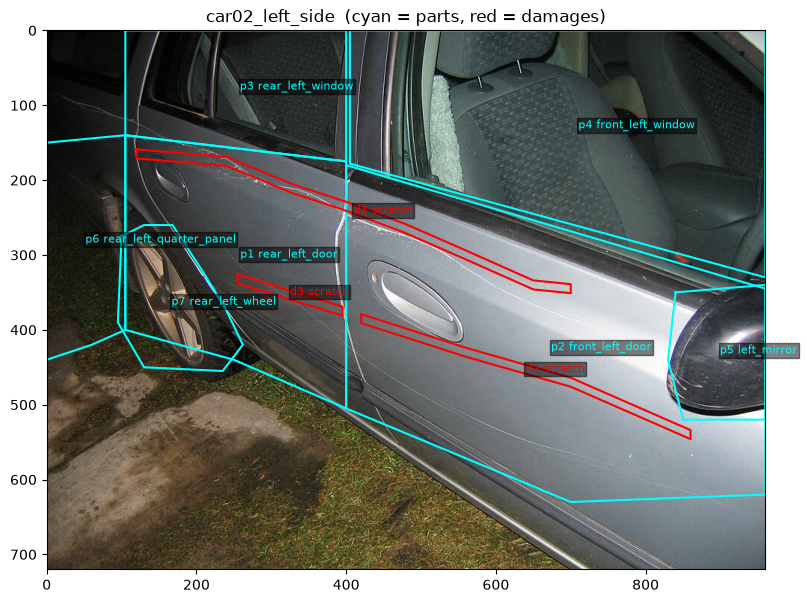 car02_left_side  (cyan = parts, red = damages)
0
100
200
300
400
500
600
700
0
200
400
600
800
p3 rear_left_window
p4 front_left_window
d1 scratch
p6 rear_left_quarter_panel
p1 rear_left_door
d3 scratch
p7 rear_left_wheel
p2 front_left_door
p5 left_mirror
d2 scratch